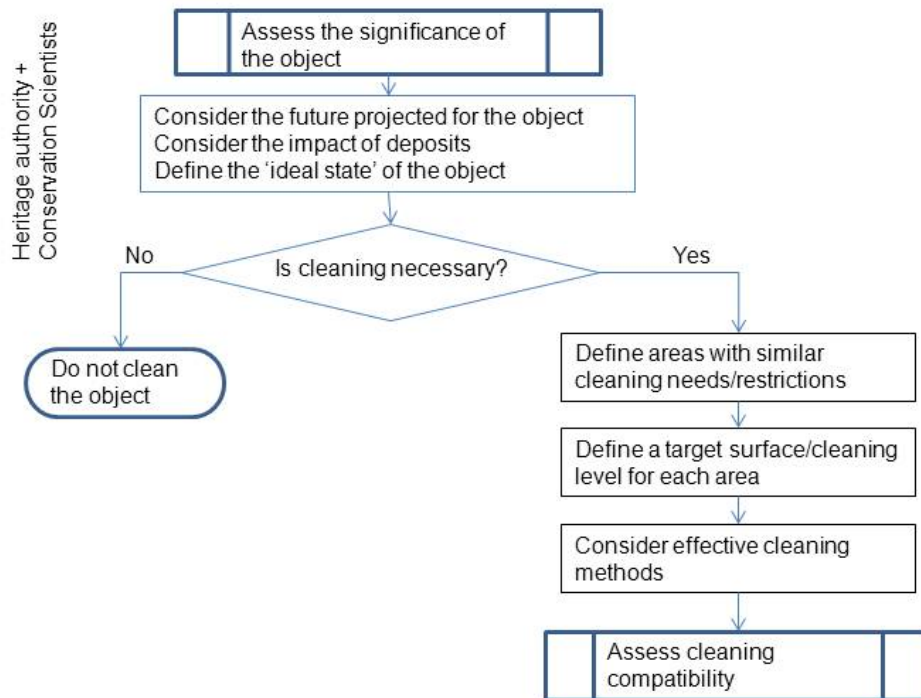 Heritage authority +
Conservation Scientists
Assess the significance of
the object
Consider the future projected for the object
Consider the impact of deposits
Define the ‘ideal state’ of the object
Is cleaning necessary?
No
Yes
Do not clean
the object
Define areas with similar
cleaning needs/restrictions
Define a target surface/cleaning
level for each area
Consider effective cleaning
methods
Assess cleaning
compatibility